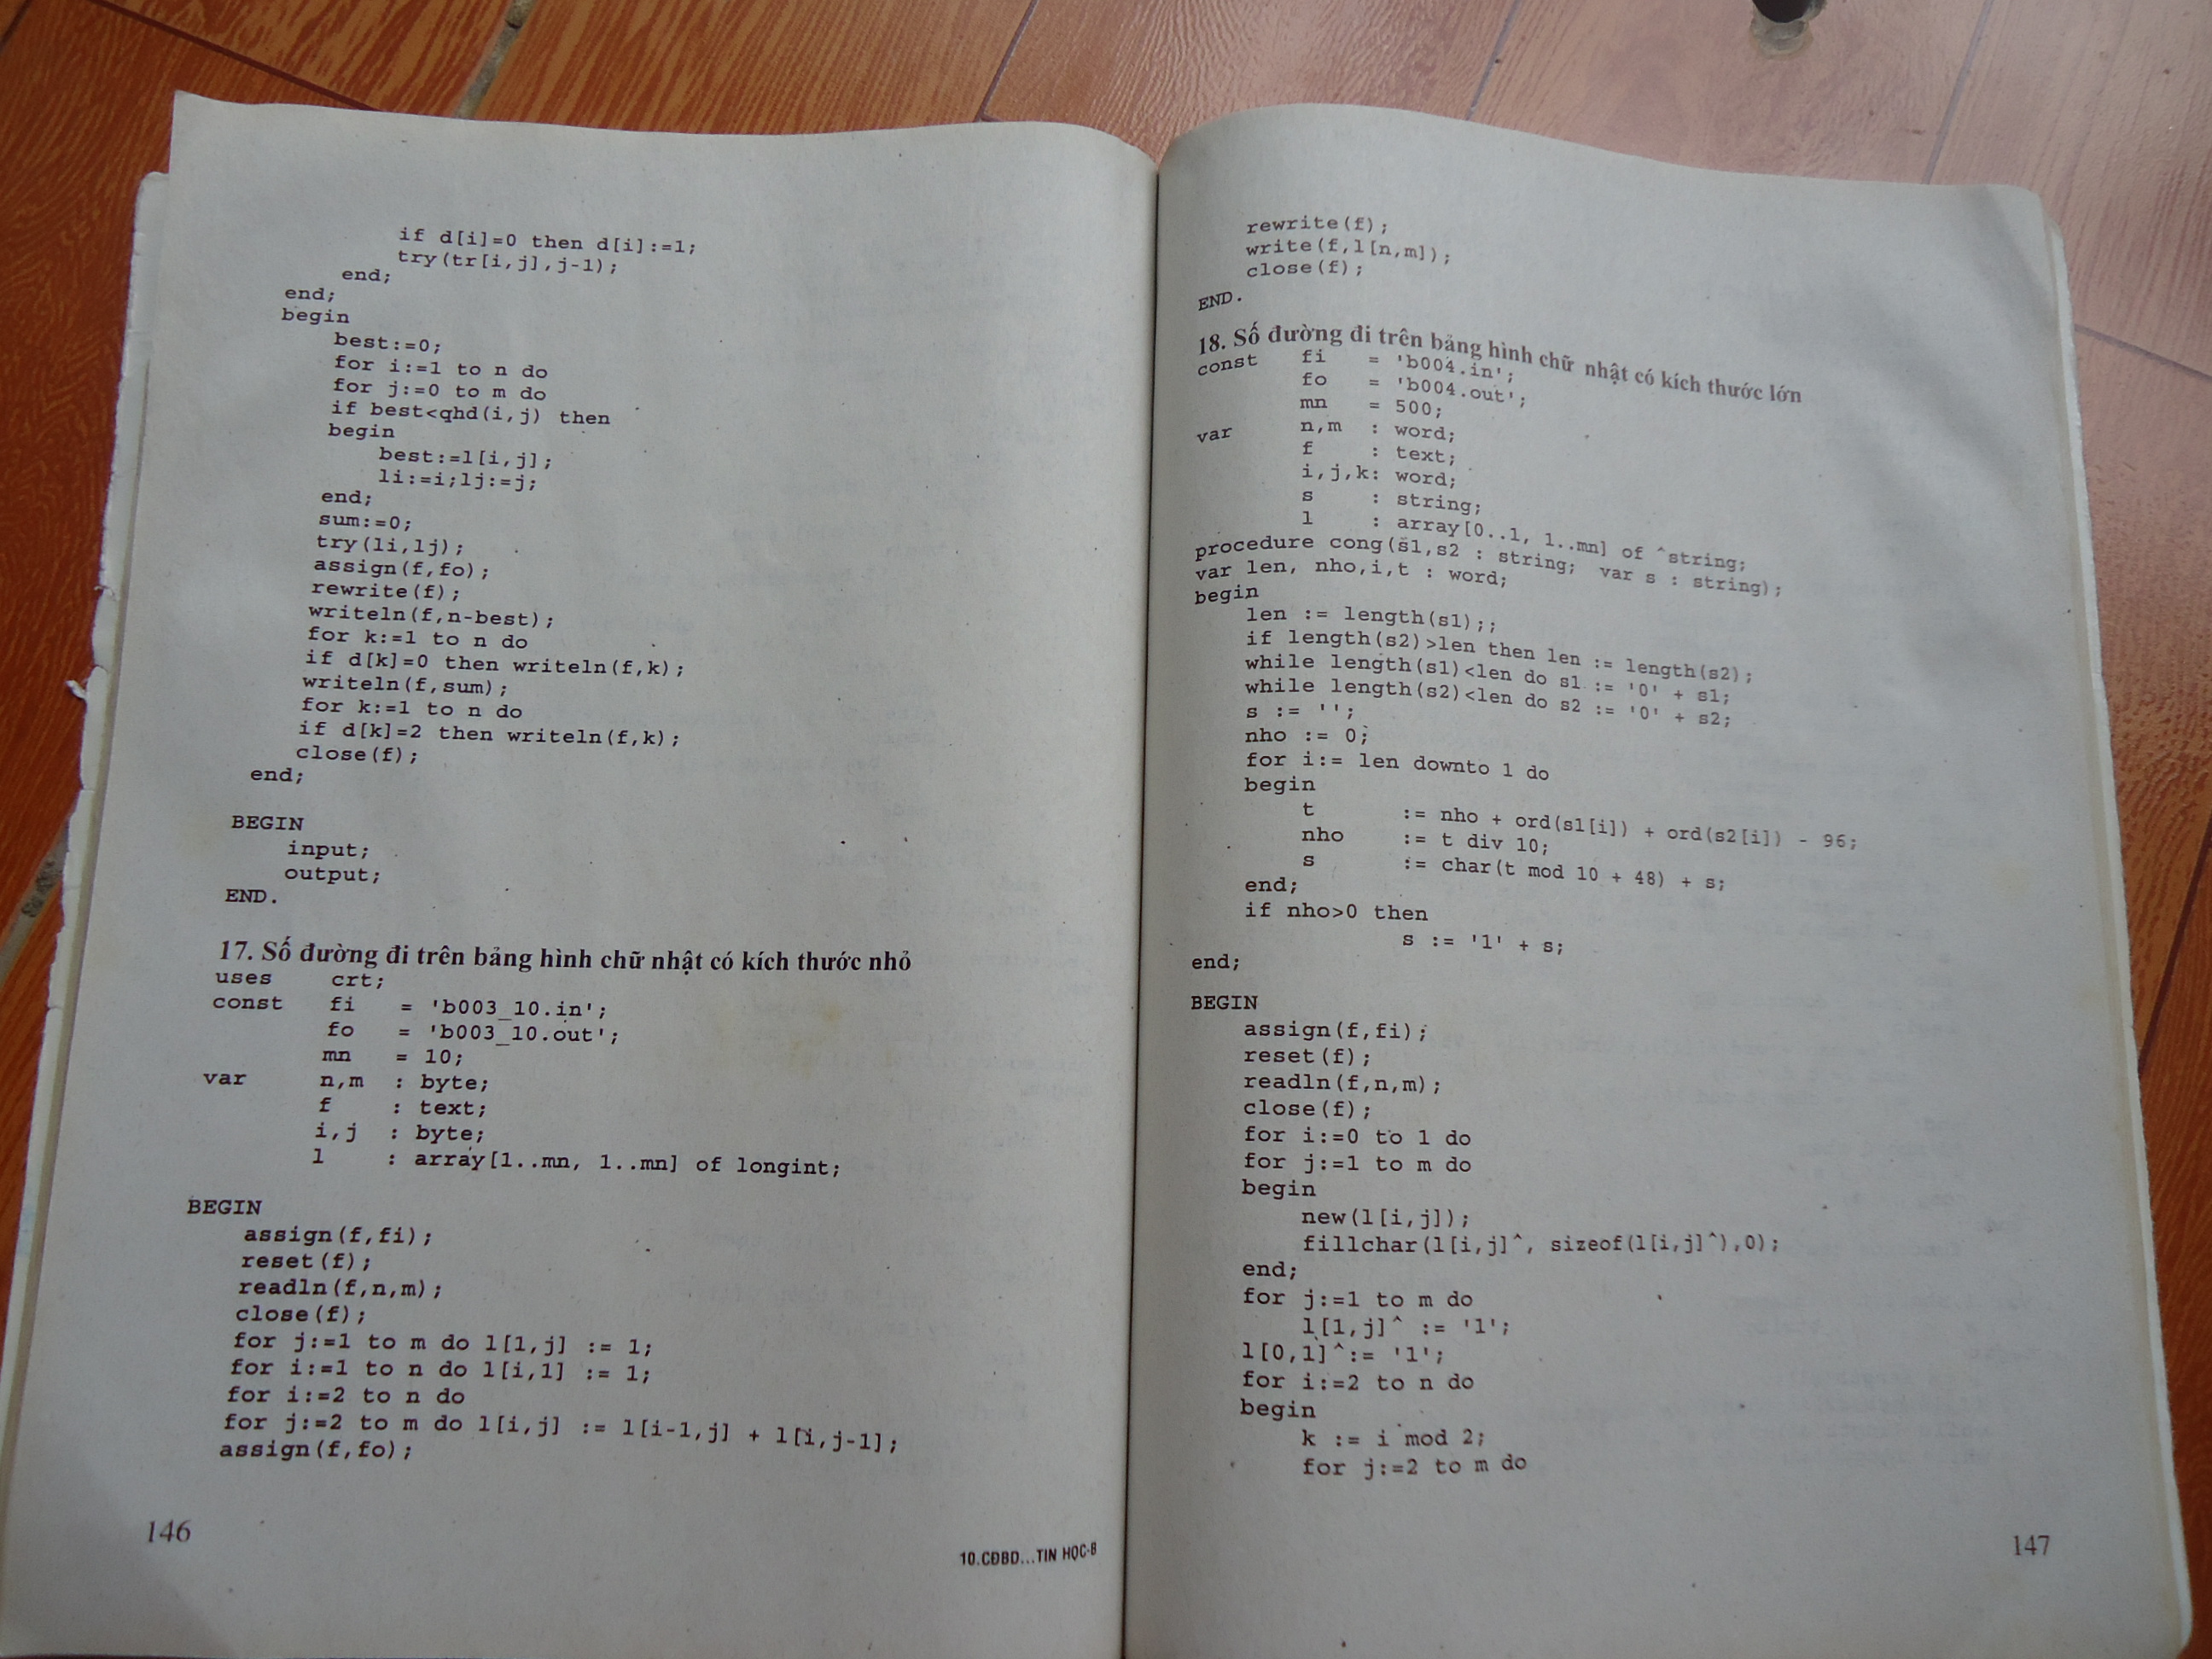 if d[i]=0 then d[i]:=1;
try(tr[i,j],j-1);
end;
end;
begin
best:=0;
for i:=1 to n do
for j:=0 to m do
if best<qhd(i,j) then
begin
best:=l[i,j];
li:=i;lj:=j;
end;
sum:=0;
try(li,lj);
assign(f,fo);
rewrite(f);
writeln(f,n-best);
for k:=1 to n do
if d[k]=0 then writeln(f,k);
writeln(f,sum);
for k:=1 to n do
if d[k]=2 then writeln(f,k);
close(f);
end;
BEGIN
input;
output;
END.
17. Số đường đi trên bảng hình chữ nhật có kích thước nhỏ
uses crt;
const fi = 'b003_10.in';
fo = 'b003_10.out';
mn = 10;
var n,m : byte;
f : text;
i,j : byte;
l : array[1..mn, 1..mn] of longint;
BEGIN
assign(f,fi);
reset(f);
readln(f,n,m);
close(f);
for j:=1 to m do l[1,j] := 1;
for i:=1 to n do l[i,1] := 1;
for i:=2 to n do
for j:=2 to m do l[i,j] := l[i-1,j] + l[i,j-1];
assign(f,fo);
146
10.CĐBD...TIN HỌC-8
rewrite(f);
write(f,l[n,m]);
close(f);
END.
18. Số đường đi trên bảng hình chữ nhật có kích thước lớn
const fi = 'b004.in';
fo = 'b004.out';
mn = 500;
var n,m : word;
f : text;
i,j,k: word;
s : string;
l : array[0..1, 1..mn] of ^string;
procedure cong(s1,s2 : string; var s : string);
var len, nho,i,t : word;
begin
len := length(s1);;
if length(s2)>len then len := length(s2);
while length(s1)<len do s1 := '0' + s1;
while length(s2)<len do s2 := '0' + s2;
s := '';
nho := 0;
for i:= len downto 1 do
begin
t := nho + ord(s1[i]) + ord(s2[i]) - 96;
nho := t div 10;
s := char(t mod 10 + 48) + s;
end;
if nho>0 then
s := '1' + s;
end;
BEGIN
assign(f,fi);
reset(f);
readln(f,n,m);
close(f);
for i:=0 to 1 do
for j:=1 to m do
begin
new(l[i,j]);
fillchar(l[i,j]^, sizeof(l[i,j]^),0);
end;
for j:=1 to m do
l[1,j]^ := '1';
l[0,1]^:= '1';
for i:=2 to n do
begin
k := i mod 2;
for j:=2 to m do
147